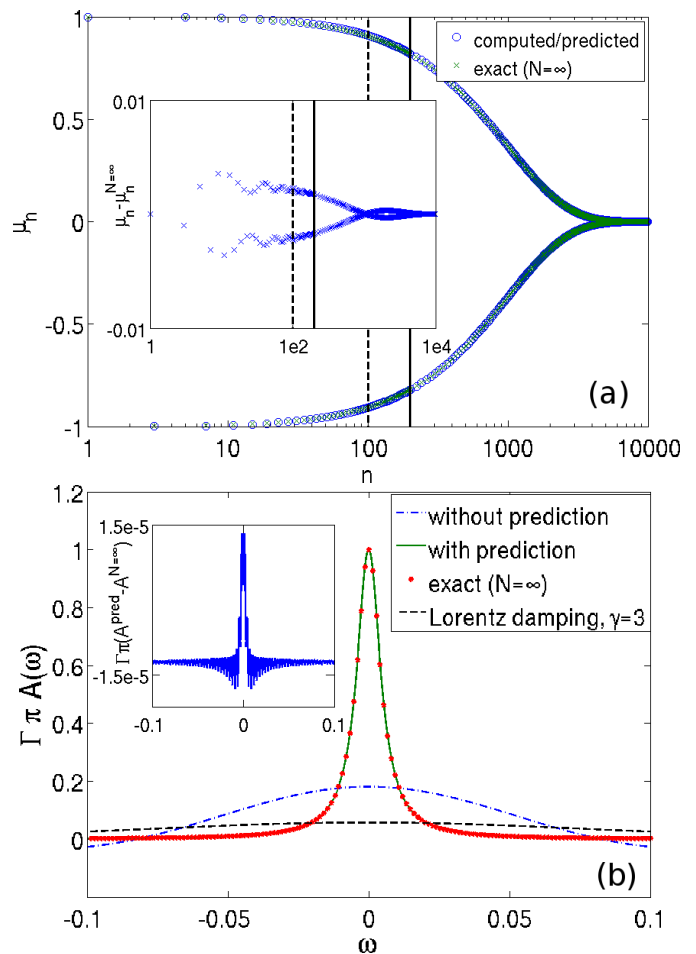 1
0.5
0
-0.5
-1
μn
1
10
100
1000
10000
n
computed/predicted
exact (N=∞)
0.01
-0.01
μn-μnN=∞
1
1e2
1e4
(a)
1.2
1
0.8
0.6
0.4
0.2
0
Γ π A(ω)
-0.1
-0.05
0
0.05
0.1
ω
without prediction
with prediction
exact (N=∞)
Lorentz damping, γ=3
1.5e-5
-1.5e-5
Γπ(Apred-AN=∞)
-0.1
0
0.1
(b)